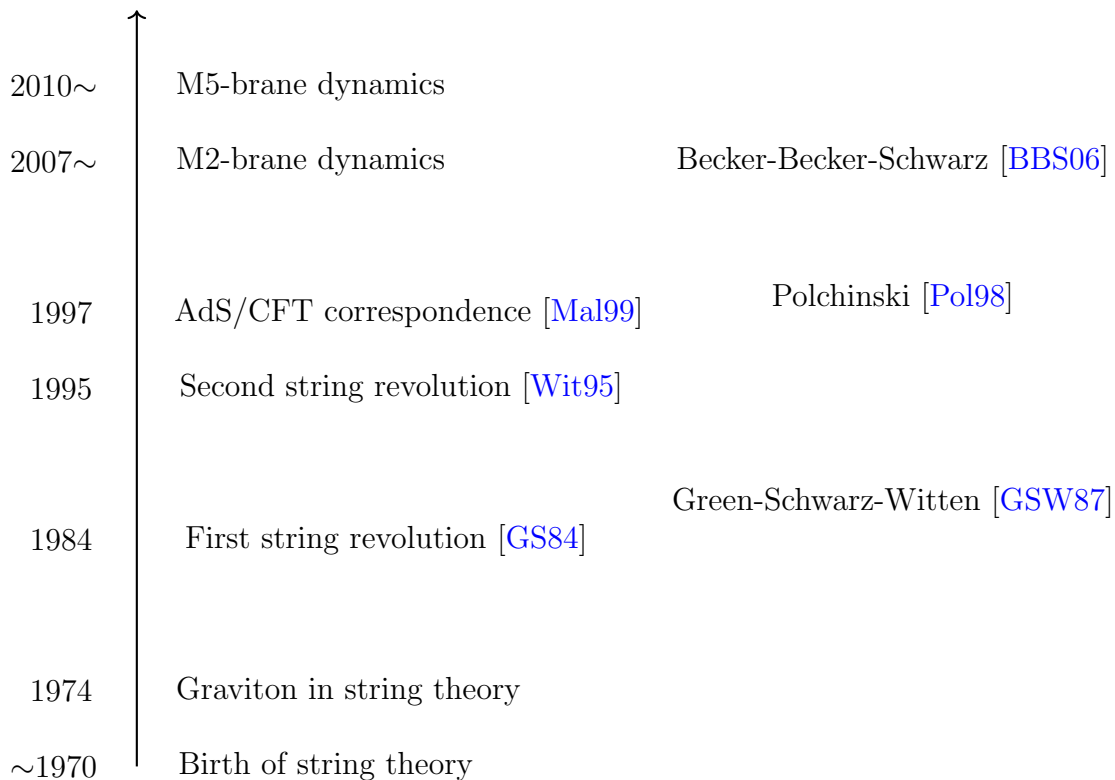 2010∼ M5-brane dynamics
2007∼ M2-brane dynamics Becker-Becker-Schwarz [BBS06]
1997 AdS/CFT correspondence [Mal99] Polchinski [Pol98]
1995 Second string revolution [Wit95]
Green-Schwarz-Witten [GSW87]
1984 First string revolution [GS84]
1974 Graviton in string theory
∼1970 Birth of string theory